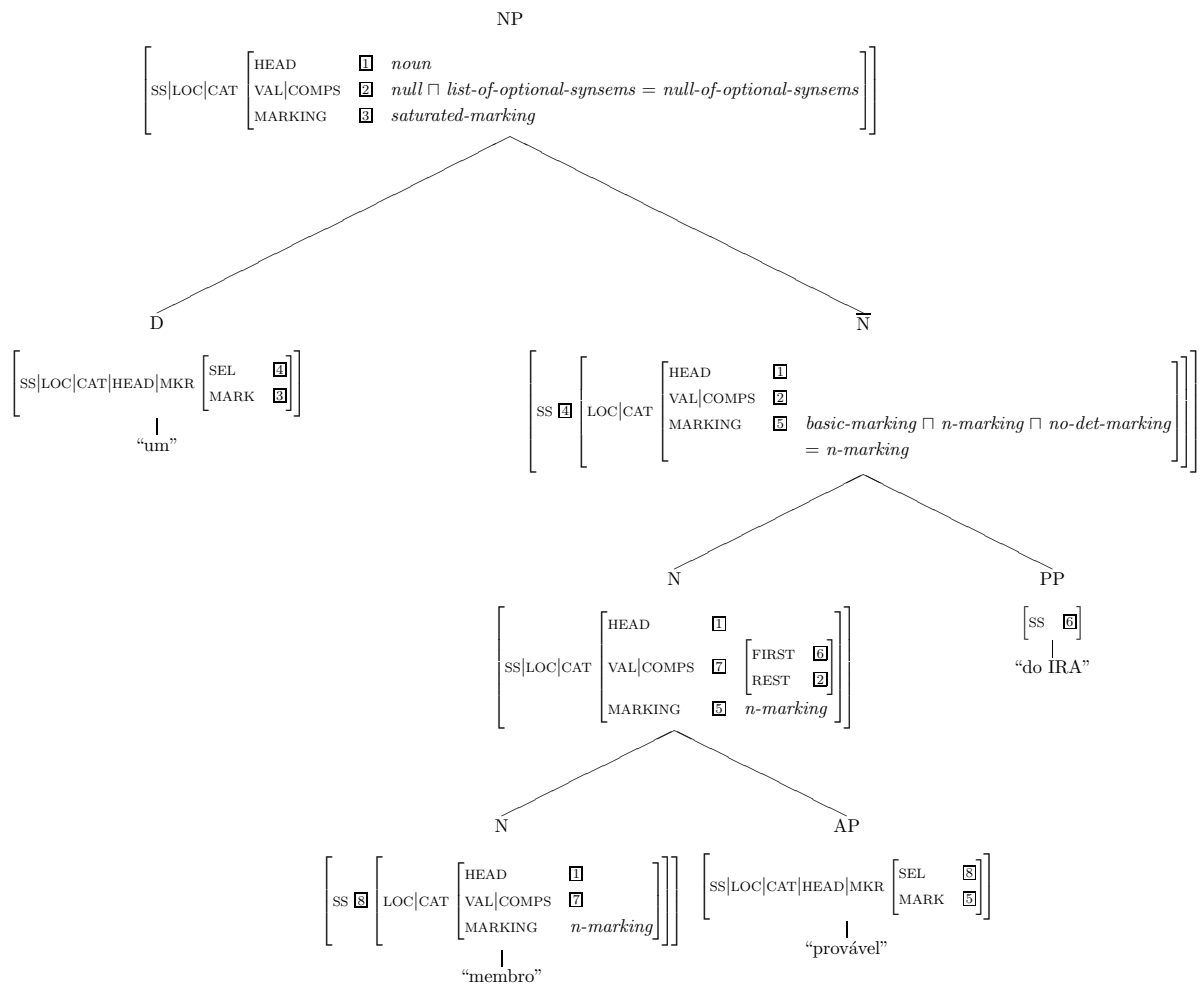 NP
SS|LOC|CAT
HEAD 1 noun
VAL|COMPS 2 null ⊓ list-of-optional-synsems = null-of-optional-synsems
MARKING 3 saturated-marking
D
N̅
SS|LOC|CAT|HEAD|MKR
SEL 4
MARK 3
“um”
SS 4 LOC|CAT
HEAD 1
VAL|COMPS 2
MARKING 5 basic-marking ⊓ n-marking ⊓ no-det-marking
= n-marking
N
PP
SS|LOC|CAT
HEAD 1
VAL|COMPS 7
FIRST 6
REST 2
MARKING 5 n-marking
SS 6
“do IRA”
N
AP
SS 8 LOC|CAT
HEAD 1
VAL|COMPS 7
MARKING n-marking
“membro”
SS|LOC|CAT|HEAD|MKR
SEL 8
MARK 5
“provável”